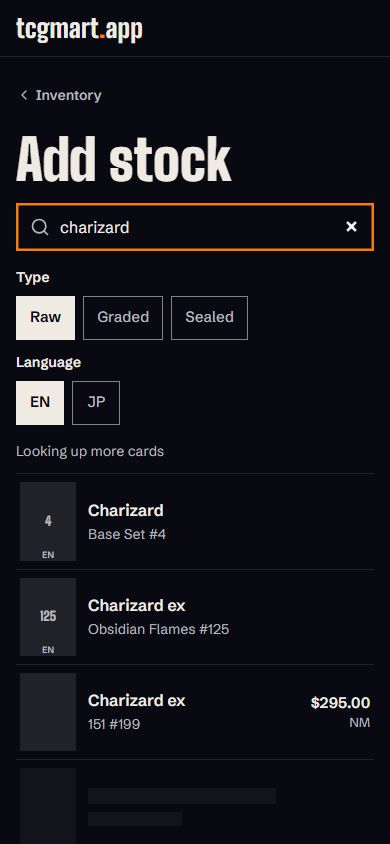 tcgmart.app
Inventory
Add stock
charizard
Type
Raw Graded Sealed
Language
EN JP
Looking up more cards
4
EN
Charizard
Base Set #4
125
EN
Charizard ex
Obsidian Flames #125
Charizard ex
151 #199
$295.00
NM